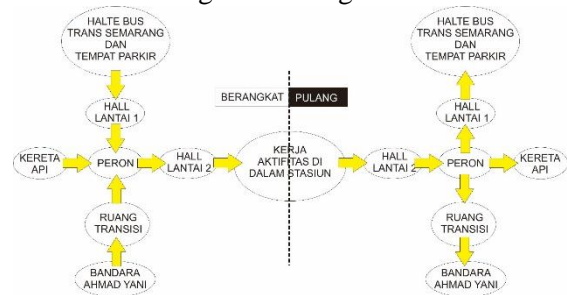 HALTE BUS
TRANS SEMARANG
DAN
TEMPAT PARKIR
HALL
LANTAI 1
KERETA
API
PERON
HALL
LANTAI 2
RUANG
TRANSISI
BANDARA
AHMAD YANI
BERANGKAT
PULANG
KERJA
AKTIFITAS DI
DALAM STASIUN
HALTE BUS
TRANS SEMARANG
DAN
TEMPAT PARKIR
HALL
LANTAI 1
HALL
LANTAI 2
PERON
KERETA
API
RUANG
TRANSISI
BANDARA
AHMAD YANI